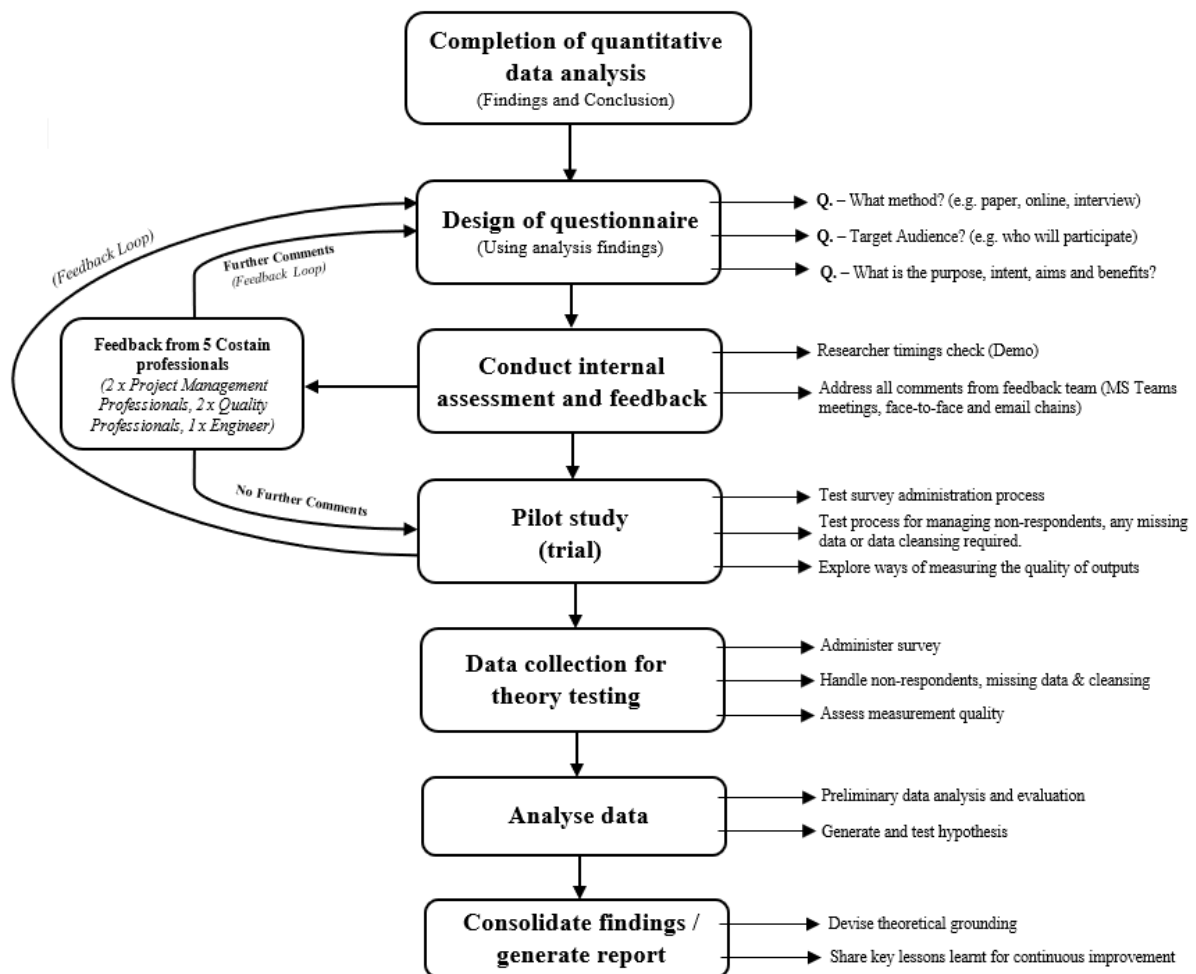 Completion of quantitative
data analysis
(Findings and Conclusion)
Design of questionnaire
(Using analysis findings)
Q. – What method? (e.g. paper, online, interview)
Q. – Target Audience? (e.g. who will participate)
Q. – What is the purpose, intent, aims and benefits?
(Feedback Loop)
Further Comments
(Feedback Loop)
Feedback from 5 Costain
professionals
(2 x Project Management
Professionals, 2 x Quality
Professionals, 1 x Engineer)
Conduct internal
assessment and feedback
Researcher timings check (Demo)
Address all comments from feedback team (MS Teams
meetings, face-to-face and email chains)
No Further Comments
Pilot study
(trial)
Test survey administration process
Test process for managing non-respondents, any missing
data or data cleansing required.
Explore ways of measuring the quality of outputs
Data collection for
theory testing
Administer survey
Handle non-respondents, missing data & cleansing
Assess measurement quality
Analyse data
Preliminary data analysis and evaluation
Generate and test hypothesis
Consolidate findings /
generate report
Devise theoretical grounding
Share key lessons learnt for continuous improvement